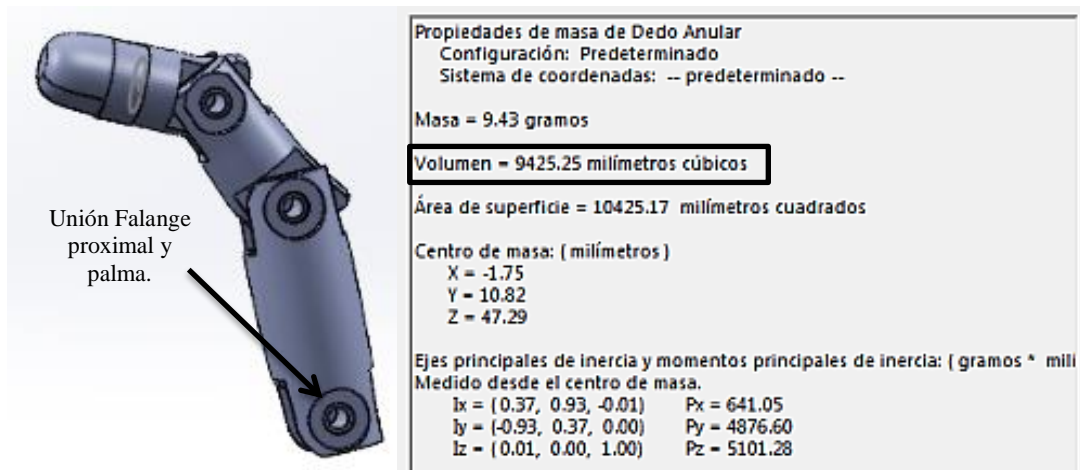 Unión Falange
proximal y
palma.
Propiedades de masa de Dedo Anular
Configuración: Predeterminado
Sistema de coordenadas: -- predeterminado --
Masa = 9.43 gramos
Volumen = 9425.25 milímetros cúbicos
Área de superficie = 10425.17 milímetros cuadrados
Centro de masa: ( milímetros )
X = -1.75
Y = 10.82
Z = 47.29
Ejes principales de inercia y momentos principales de inercia: ( gramos * mili
Medido desde el centro de masa.
Ix = ( 0.37, 0.93, -0.01) Px = 641.05
Iy = (-0.93, 0.37, 0.00) Py = 4876.60
Iz = ( 0.01, 0.00, 1.00) Pz = 5101.28